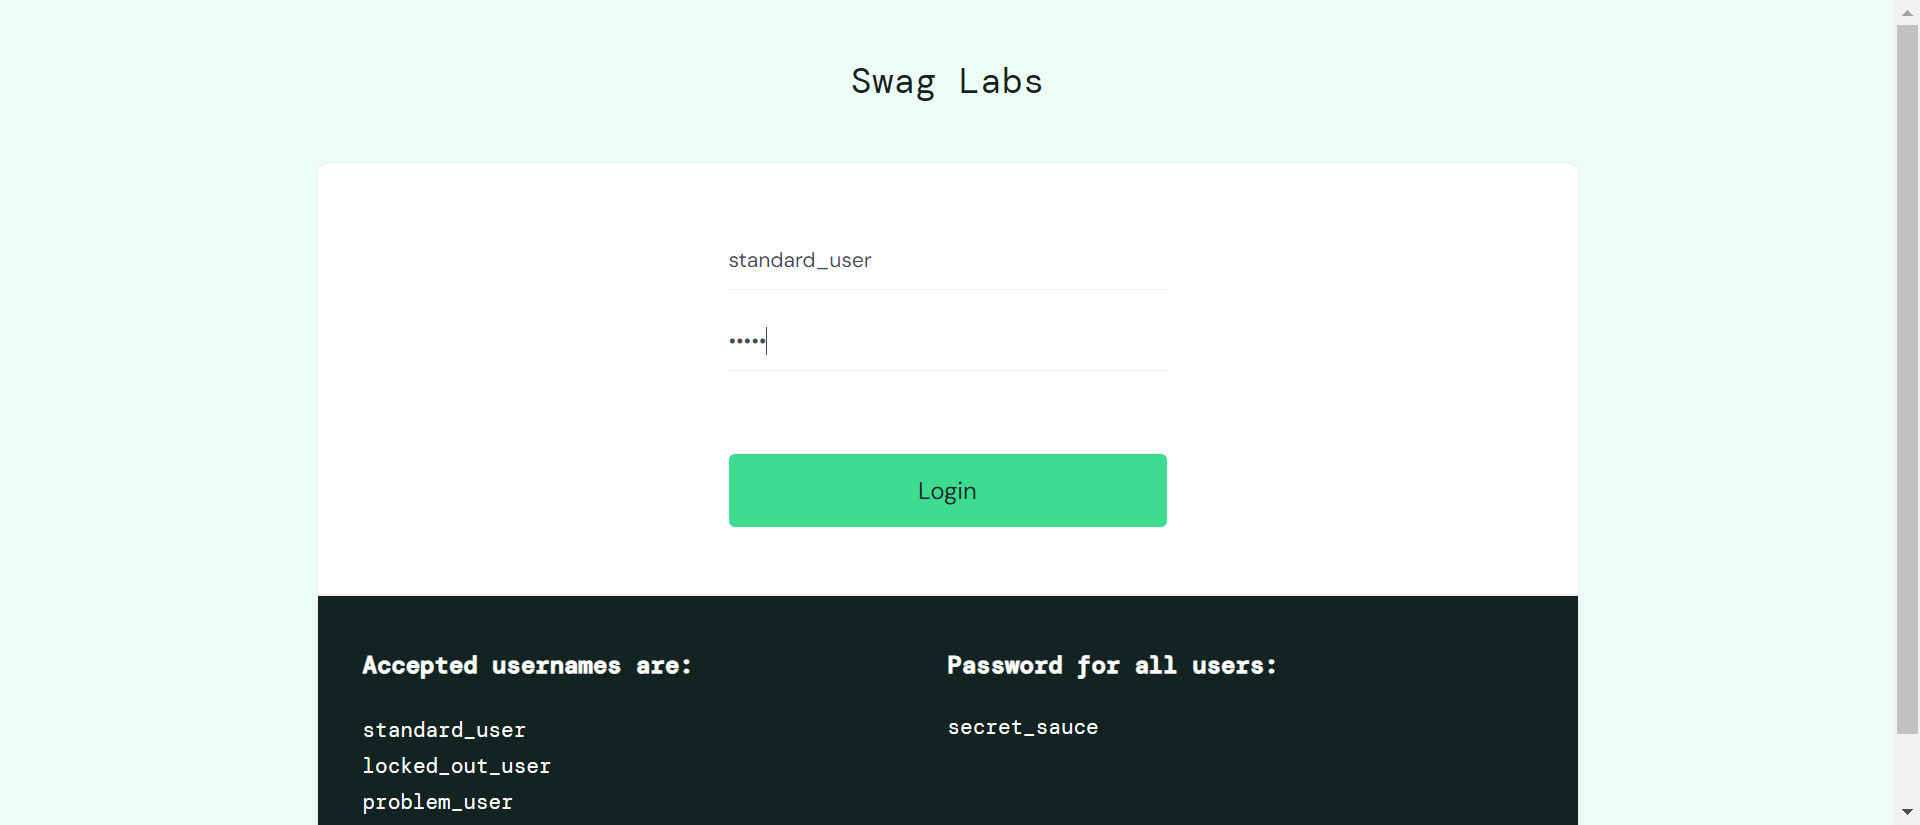 Swag Labs
standard_user
•••••
Login
Accepted usernames are:
standard_user
locked_out_user
problem_user
Password for all users:
secret_sauce